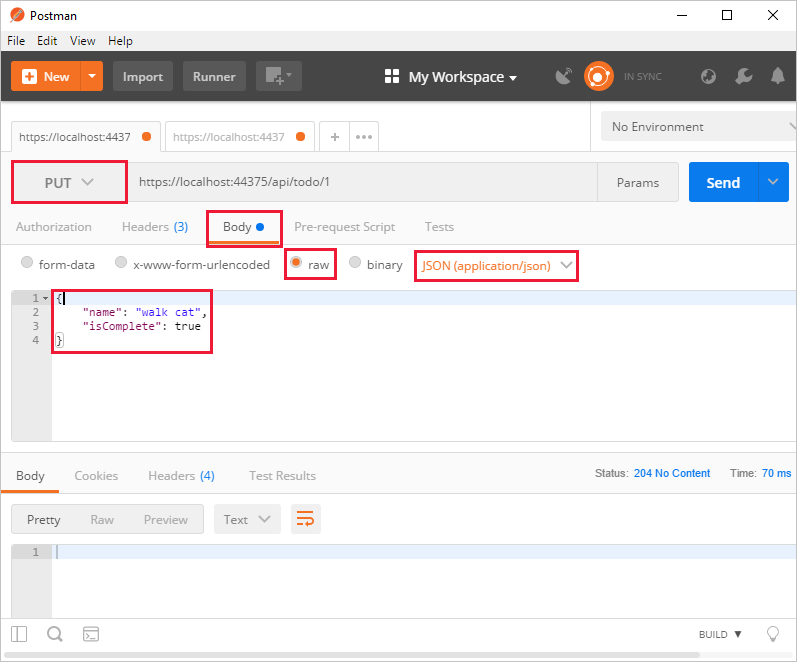 Postman
File Edit View Help
New Import Runner My Workspace IN SYNC
https://localhost:4437 https://localhost:4437 + ••• No Environment
PUT https://localhost:44375/api/todo/1 Params Send
Authorization Headers (3) Body Pre-request Script Tests
form-data x-www-form-urlencoded raw binary JSON (application/json)
1 {
2 "name": "walk cat",
3 "isComplete": true
4 }
Body Cookies Headers (4) Test Results Status: 204 No Content Time: 70 ms
Pretty Raw Preview Text
1
BUILD